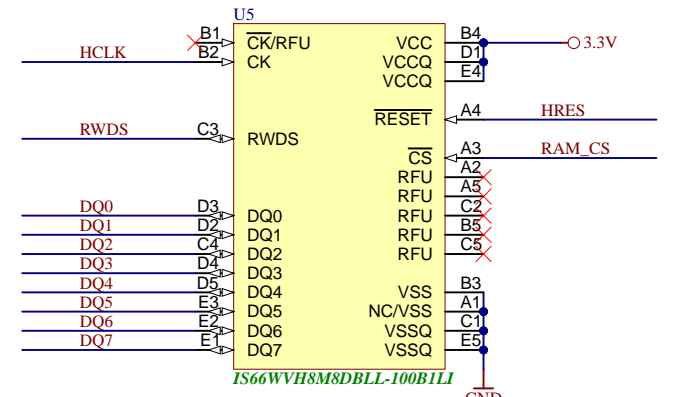 U5
B1 CK/RFU VCC B4 3.3V
HCLK B2 CK VCCQ D1
VCCQ E4
RESET A4 HRES
RWDS C3 RWDS
CS A3 RAM_CS
RFU A2
RFU A5
DQ0 D3 DQ0 RFU C2
DQ1 D2 DQ1 RFU B5
DQ2 C4 DQ2 RFU C5
DQ3 D4 DQ3
DQ4 D5 DQ4 VSS B3
DQ5 E3 DQ5 NC/VSS A1
DQ6 E2 DQ6 VSSQ C1
DQ7 E1 DQ7 VSSQ E5
IS66WVH8M8DBLL-100B1LI
GND